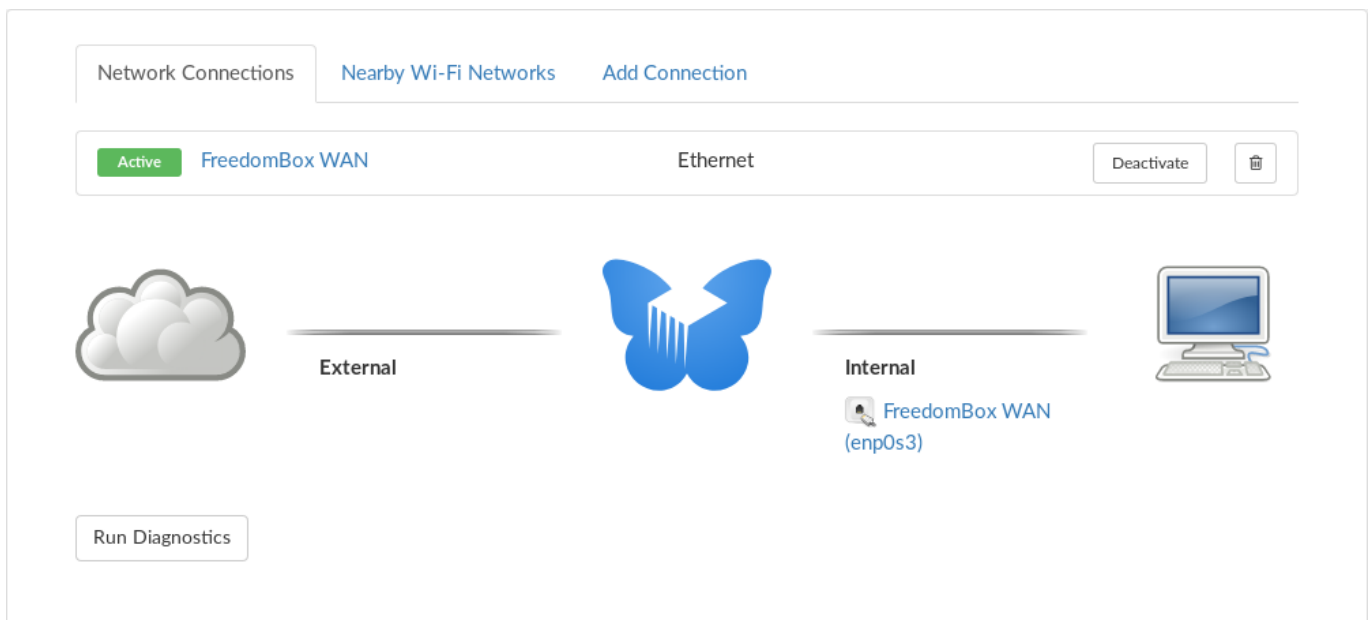 Network Connections Nearby Wi-Fi Networks Add Connection
Active FreedomBox WAN Ethernet Deactivate
External
Internal
FreedomBox WAN
(enp0s3)
Run Diagnostics